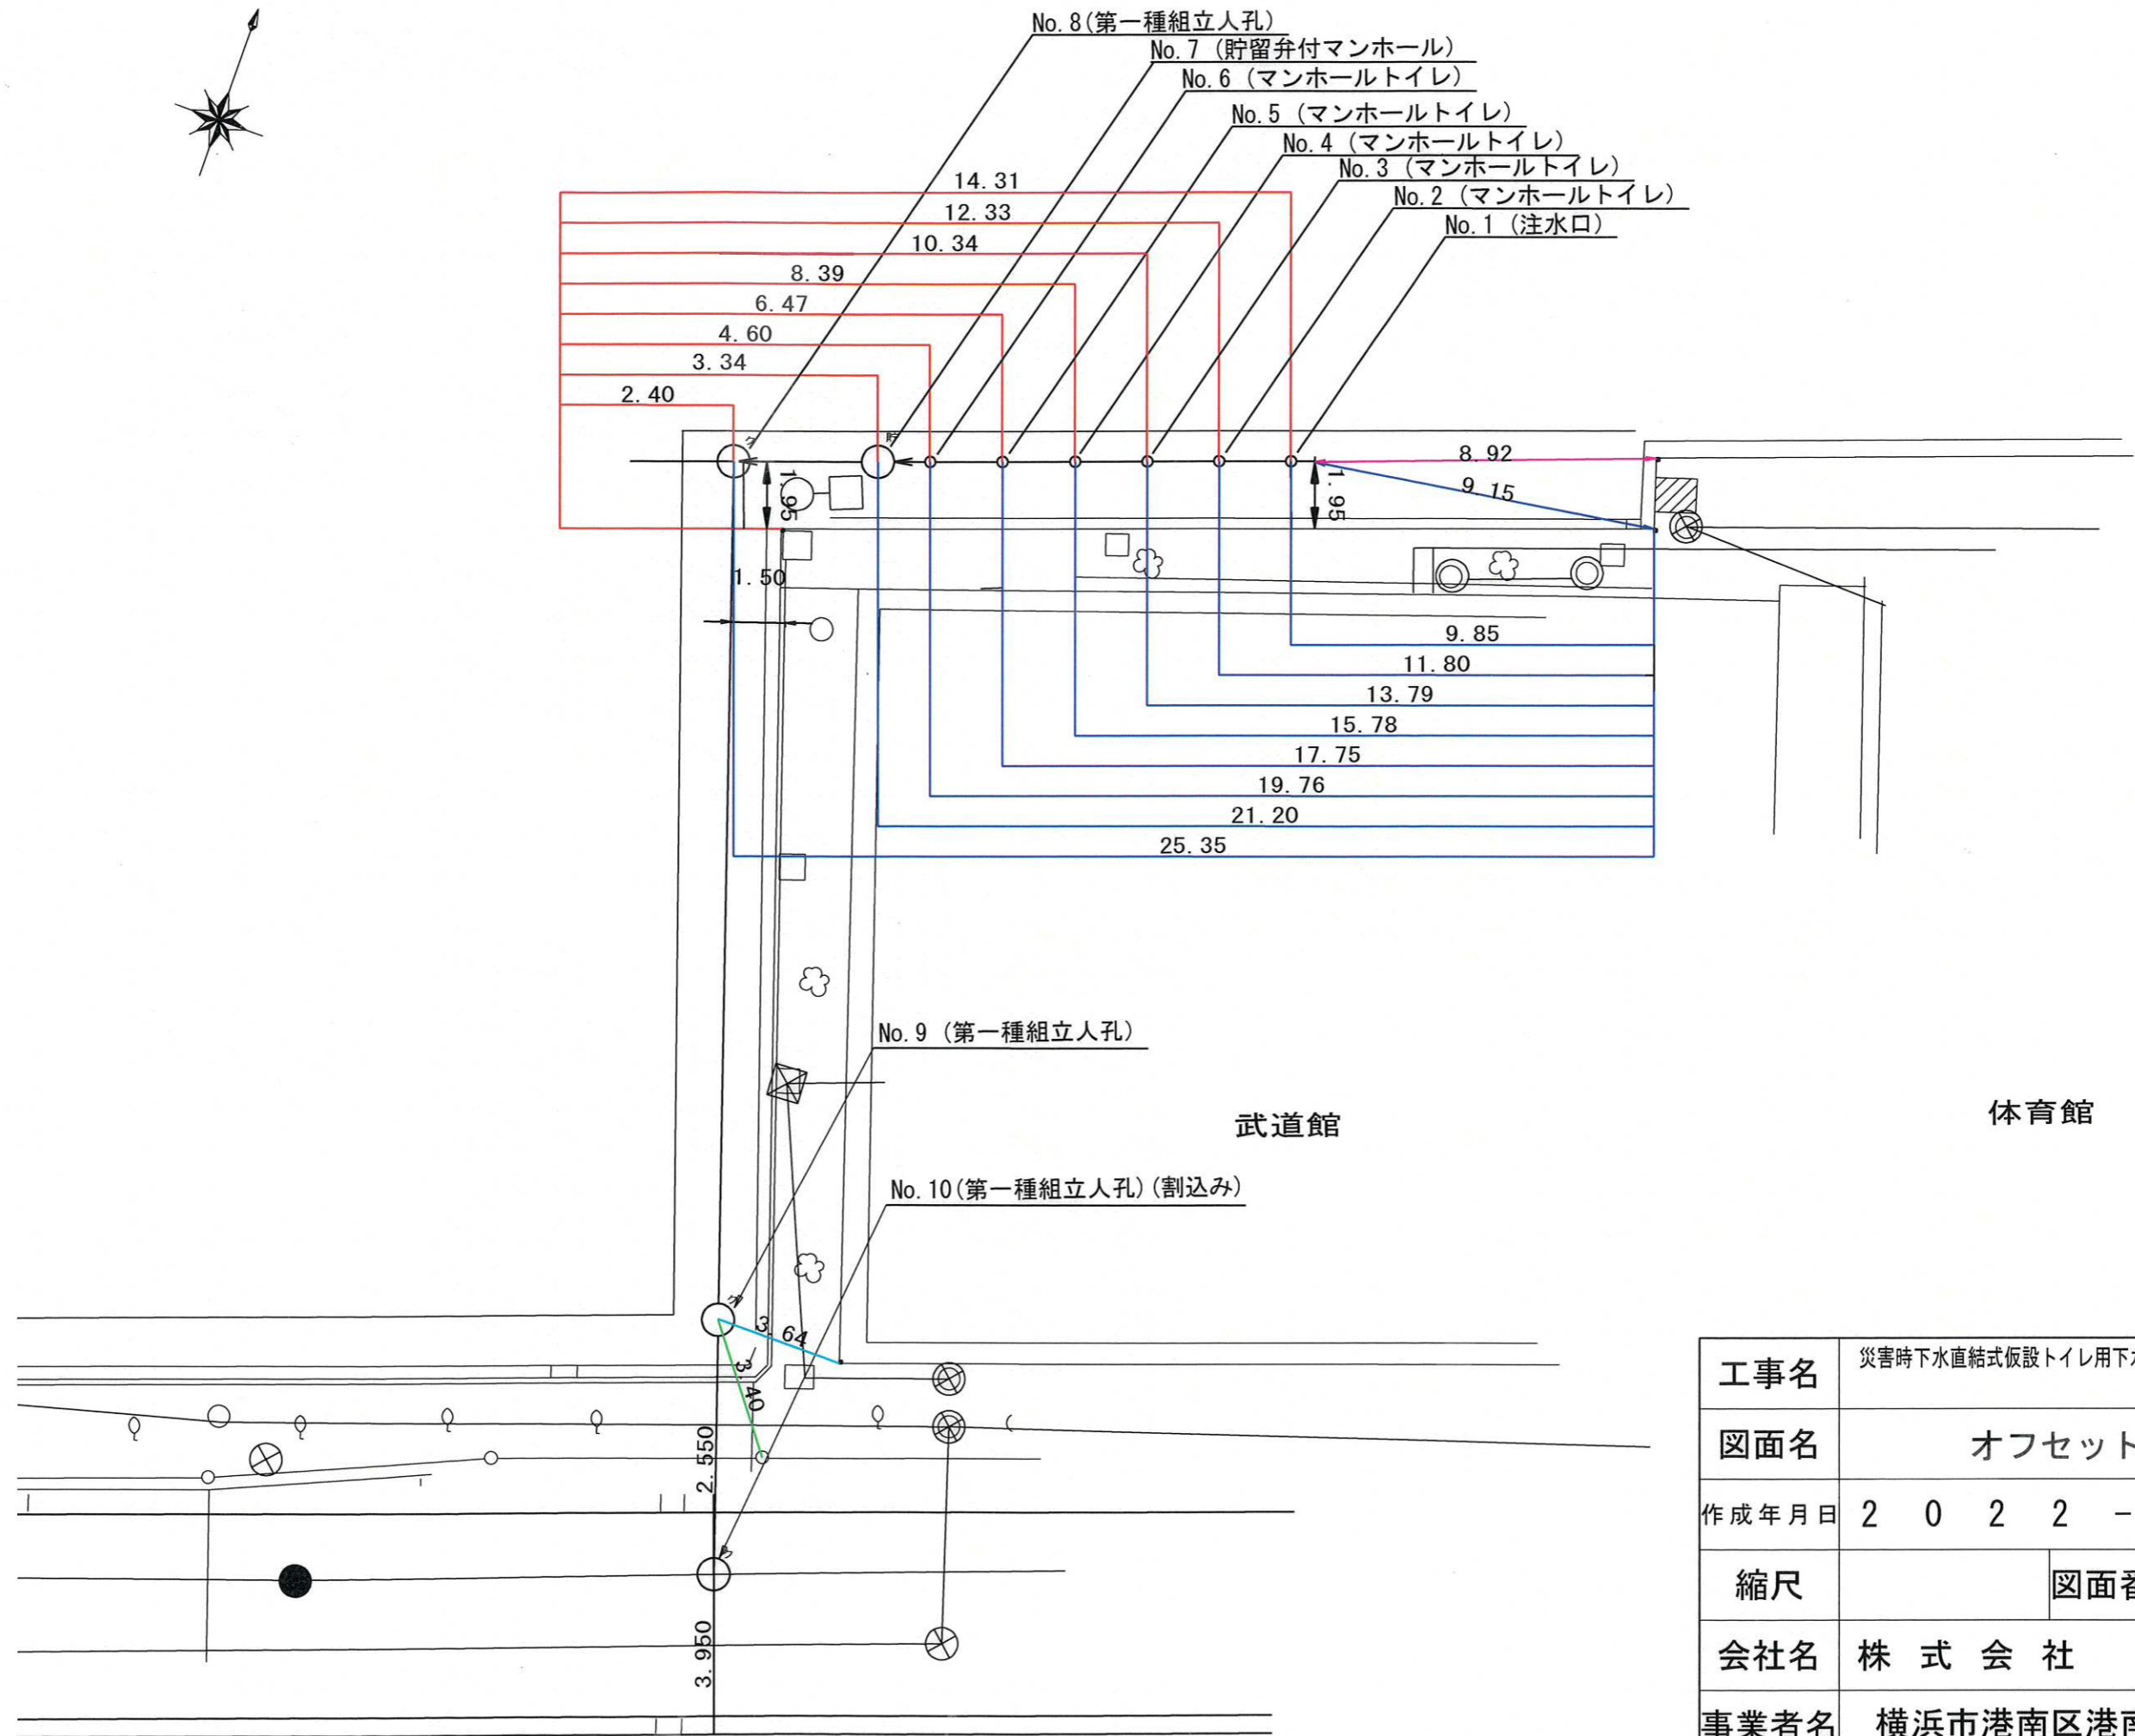 No.8(第一種組立人孔)
No.7 (貯留弁付マンホール)
No.6 (マンホールトイレ)
No.5 (マンホールトイレ)
No.4 (マンホールトイレ)
No.3 (マンホールトイレ)
No.2 (マンホールトイレ)
No.1 (注水口)
14.31
12.33
10.34
8.39
6.47
4.60
3.34
2.40
8.92
9.15
1.95
1.95
1.50
9.85
11.80
13.79
15.78
17.75
19.76
21.20
25.35
No.9 (第一種組立人孔)
武道館
体育館
No.10(第一種組立人孔)(割込み)
3.64
3.40
2.550
3.950
工事名 災害時下水直結式仮設トイレ用下
図面名 オフセット
作成年月日 2022-
縮尺 図面
会社名 株式会社
事業者名 横浜市港南区港南